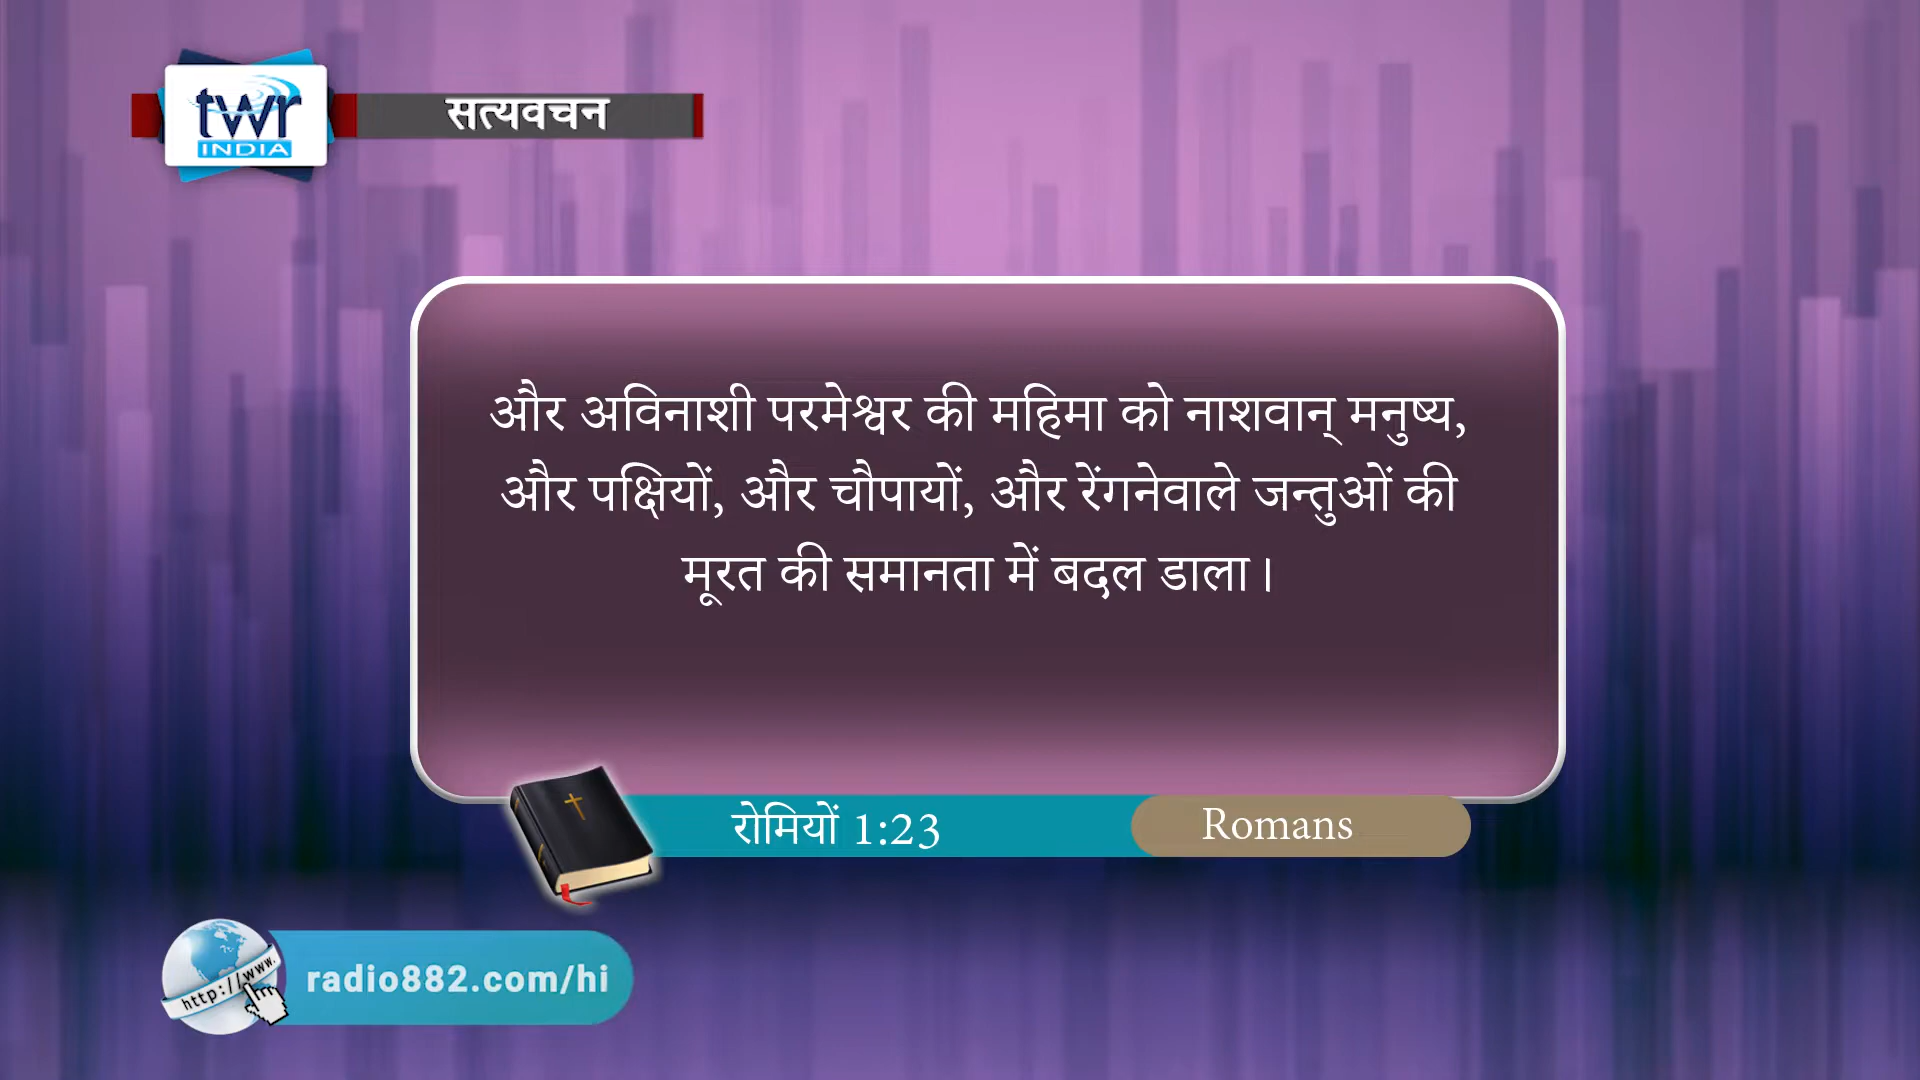 twr
INDIA
सत्यवचन
और अविनाशी परमेश्वर की महिमा को नाशवान् मनुष्य,
और पक्षियों, और चौपायों, और रेंगनेवाले जन्तुओं की
मूरत की समानता में बदल डाला।
रोमियों 1:23
Romans
http://www.
radio882.com/hi